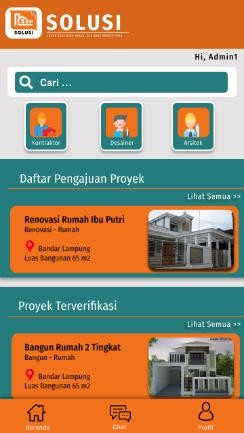 SOLUSI
SOLUSI
Hi, Admin1
Cari ...
Kontraktor
Desainer
Arsitek
Daftar Pengajuan Proyek
Lihat Semua >>
Renovasi Rumah Ibu Putri
Renovasi - Rumah
Bandar Lampung
Luas Bangunan 65 m2
Proyek Terverifikasi
Lihat Semua >>
Bangun Rumah 2 Tingkat
Bangun - Rumah
Bandar Lampung
Luas Bangunan 65 m2
Beranda
Chat
Profil